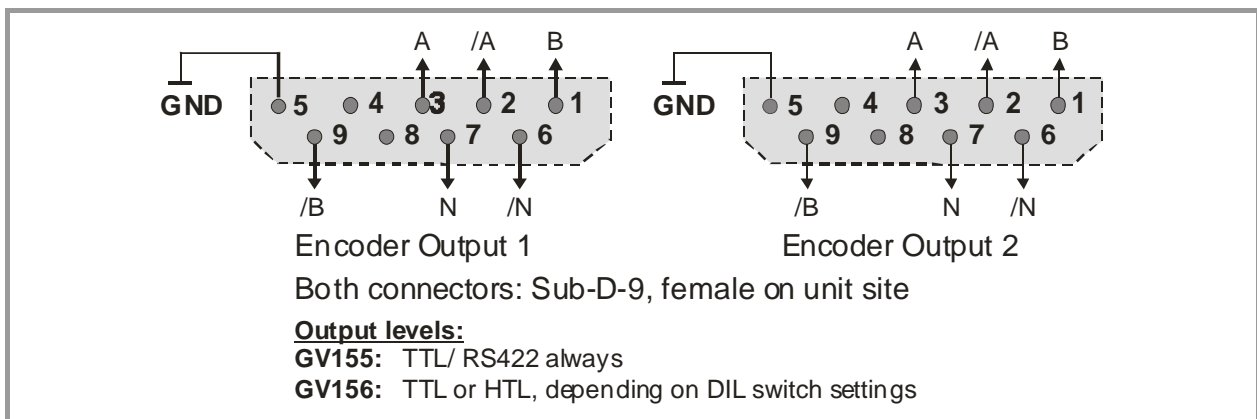 A /A B A /A B
GND 5 4 3 2 1 GND 5 4 3 2 1
9 8 7 6 9 8 7 6
/B N /N /B N /N
Encoder Output 1 Encoder Output 2
Both connectors: Sub-D-9, female on unit site
Output levels:
GV155: TTL/ RS422 always
GV156: TTL or HTL, depending on DIL switch settings